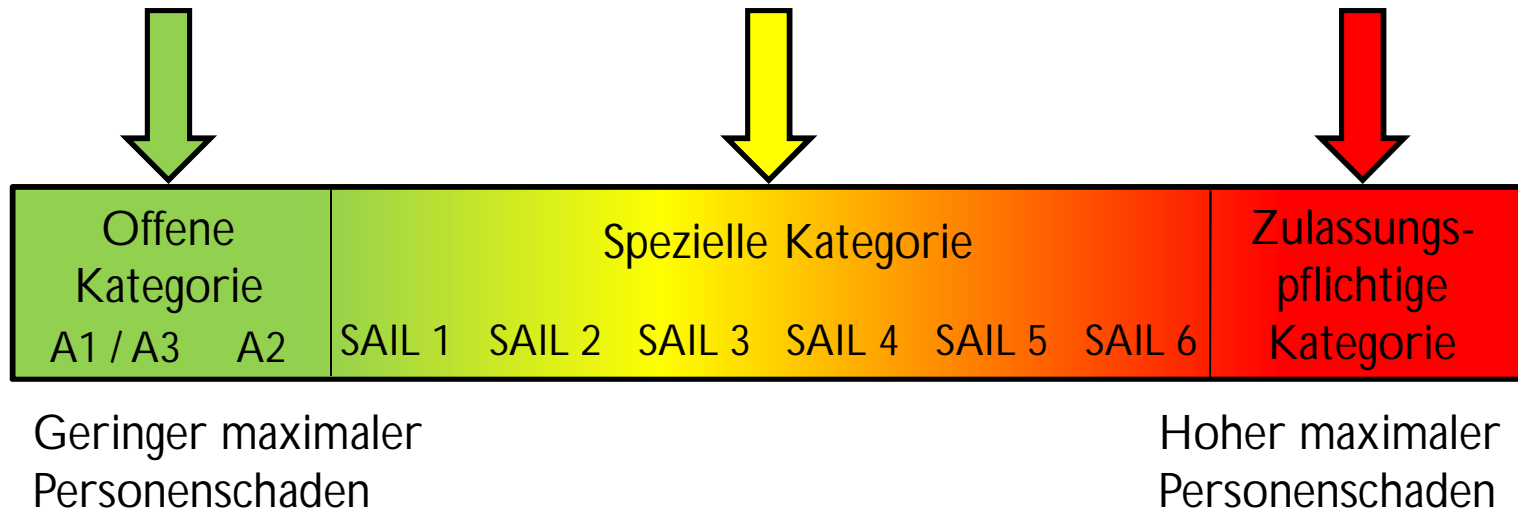 Offene
Kategorie
A1 / A3 A2
Spezielle Kategorie
SAIL 1 SAIL 2 SAIL 3 SAIL 4 SAIL 5 SAIL 6
Zulassungs-
pflichtige
Kategorie
Geringer maximaler
Personenschaden
Hoher maximaler
Personenschaden